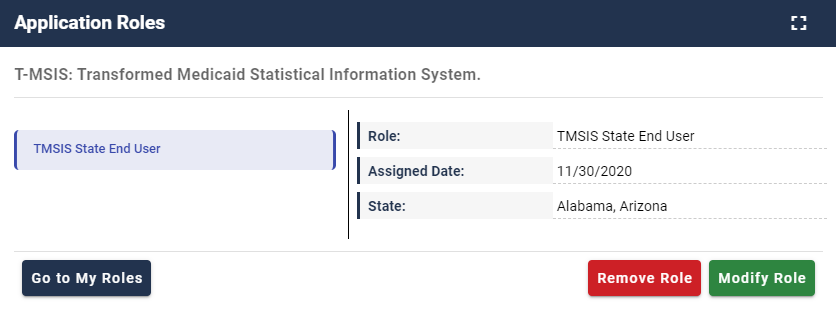 Application Roles
T-MSIS: Transformed Medicaid Statistical Information System.
TMSIS State End User
Role: TMSIS State End User
Assigned Date: 11/30/2020
State: Alabama, Arizona
Go to My Roles Remove Role Modify Role